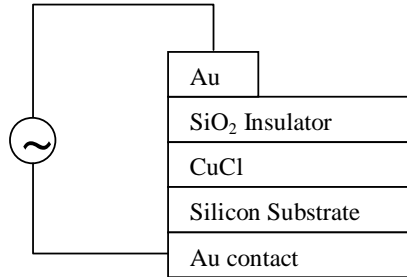 Au
SiO₂ Insulator
CuCl
Silicon Substrate
Au contact